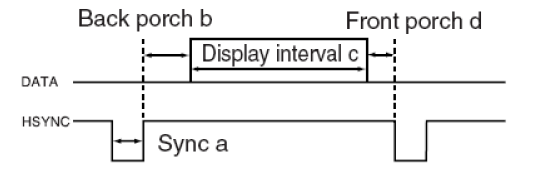 Back porch b
Front porch d
Display interval c
DATA
HSYNC
Sync a